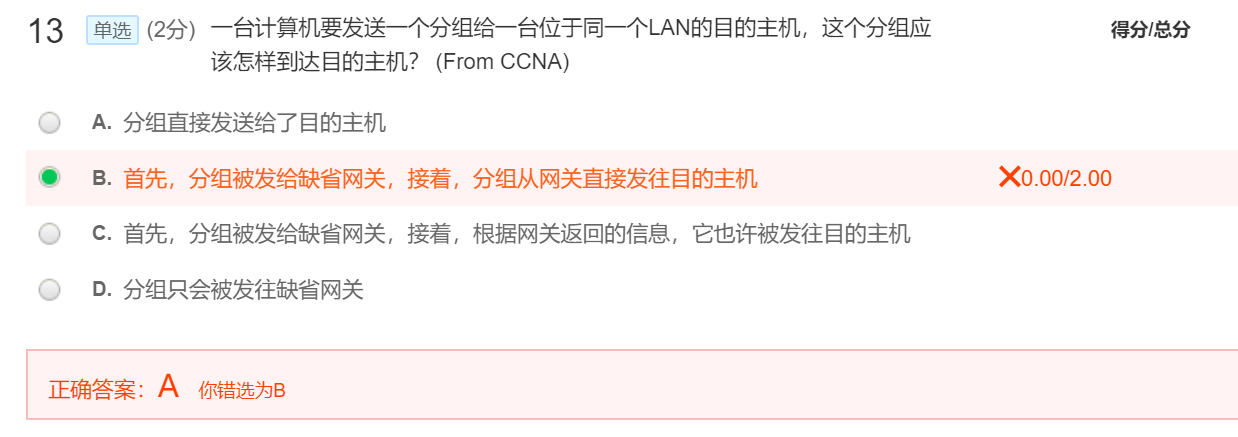 13 单选 (2分) 一台计算机要发送一个分组给一台位于同一个LAN的目的主机，这个分组应 得分/总分
该怎样到达目的主机？ (From CCNA)
A. 分组直接发送给了目的主机
B. 首先，分组被发给缺省网关，接着，分组从网关直接发往目的主机 ×0.00/2.00
C. 首先，分组被发给缺省网关，接着，根据网关返回的信息，它也许被发往目的主机
D. 分组只会被发往缺省网关
正确答案：A 你错选为B